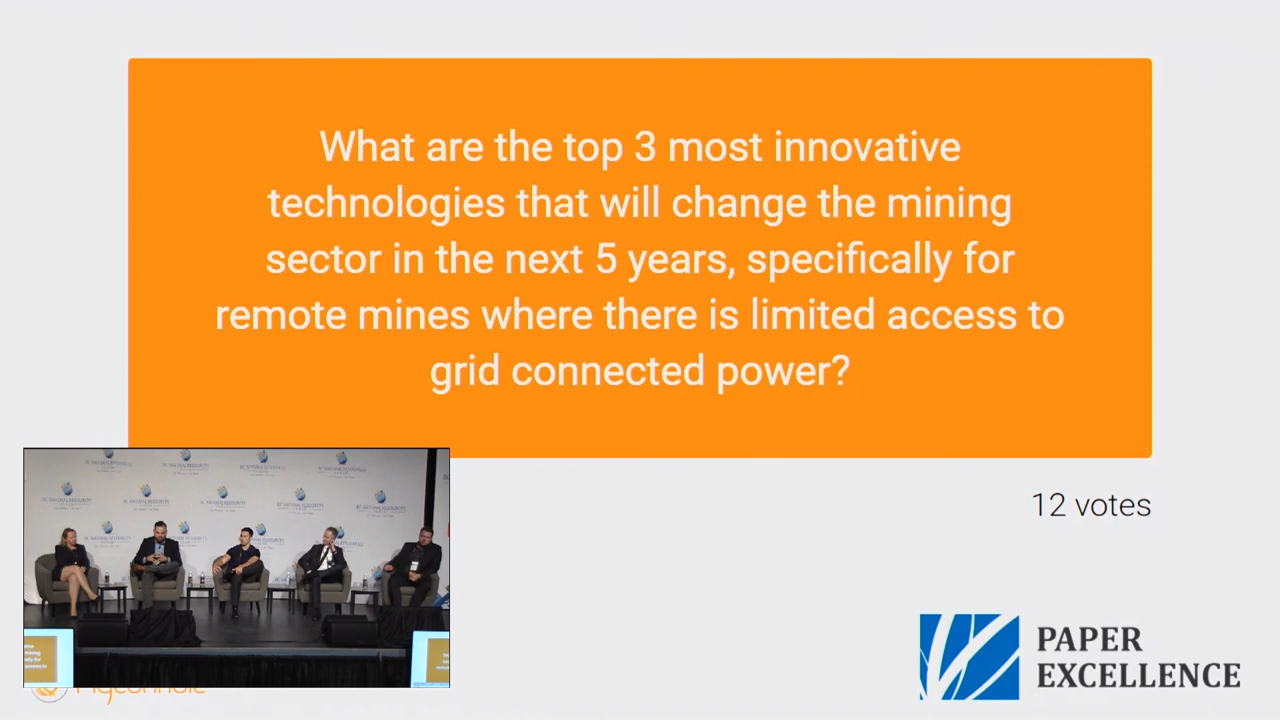 What are the top 3 most innovative
technologies that will change the mining
sector in the next 5 years, specifically for
remote mines where there is limited access to
grid connected power?
12 votes
PAPER
EXCELLENCE